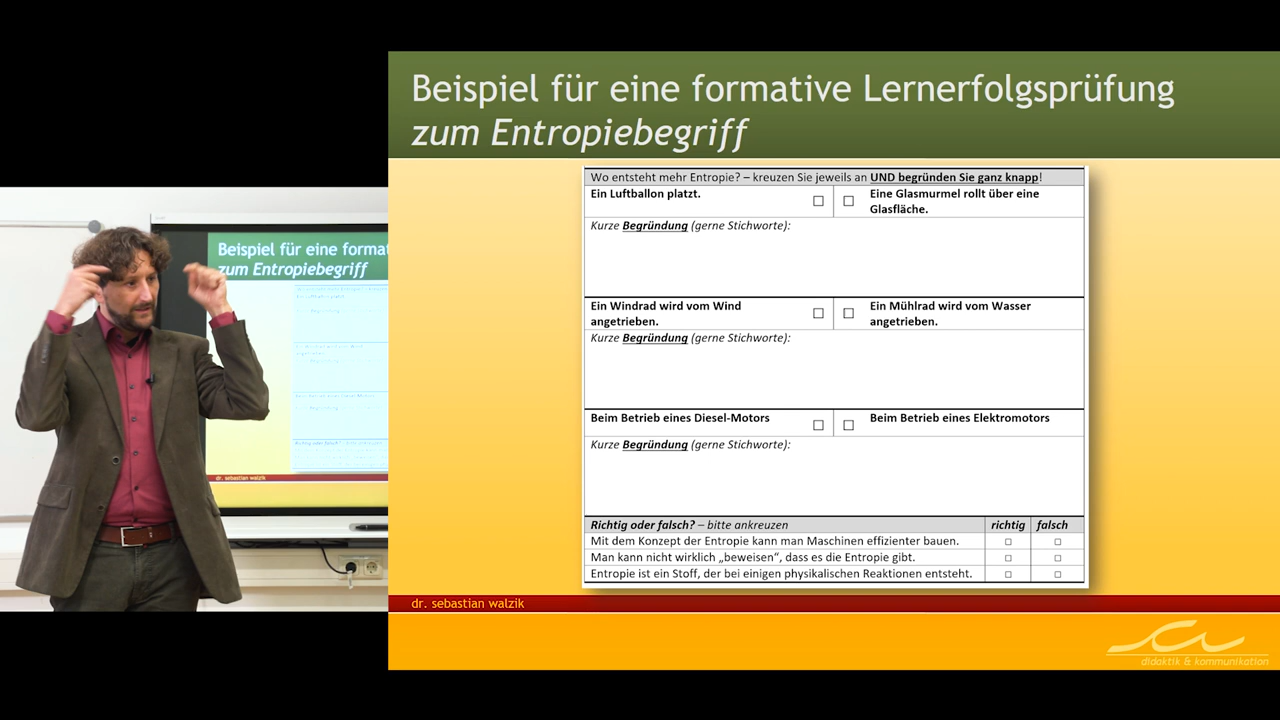 Beispiel für eine formative Lernerfolgsprüfung
zum Entropiebegriff
Wo entsteht mehr Entropie? – kreuzen Sie jeweils an UND begründen Sie ganz knapp!
Ein Luftballon platzt. ☐ ☐ Eine Glasmurmel rollt über eine
Glasfläche.
Kurze Begründung (gerne Stichworte):
Ein Windrad wird vom Wind
angetrieben. ☐ ☐ Ein Mühlrad wird vom Wasser
angetrieben.
Kurze Begründung (gerne Stichworte):
Beim Betrieb eines Diesel-Motors ☐ ☐ Beim Betrieb eines Elektromotors
Kurze Begründung (gerne Stichworte):
Richtig oder falsch? – bitte ankreuzen richtig falsch
Mit dem Konzept der Entropie kann man Maschinen effizienter bauen. ☐ ☐
Man kann nicht wirklich „beweisen“, dass es die Entropie gibt. ☐ ☐
Entropie ist ein Stoff, der bei einigen physikalischen Reaktionen entsteht. ☐ ☐
dr. sebastian walzik
didaktik & kommunikation
Beispiel für eine format
zum Entropiebegriff
dr. sebastian walzik